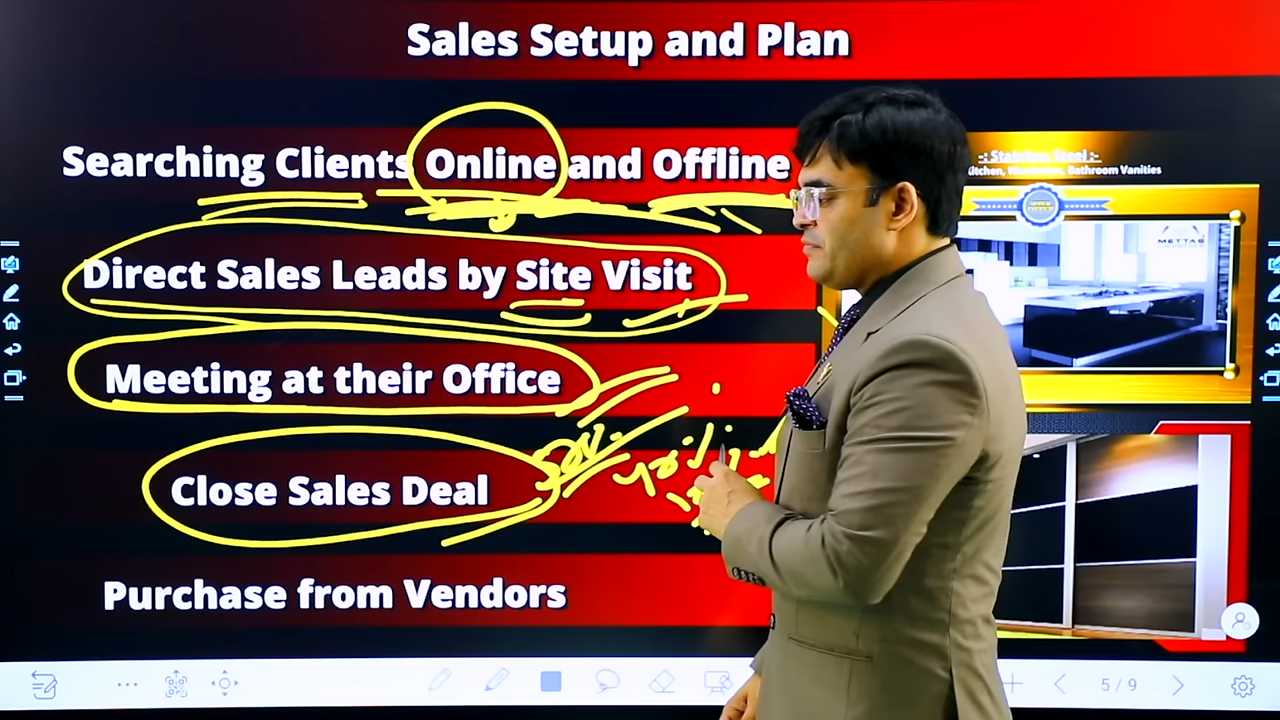 Sales Setup and Plan
Searching Clients Online and Offline
-: Stainless Steel :-
Kitchen, Wardrobes, Bathroom Vanities
METTAS
Direct Sales Leads by Site Visit
Meeting at their Office
Close Sales Deal
Purchase from Vendors
5 / 9